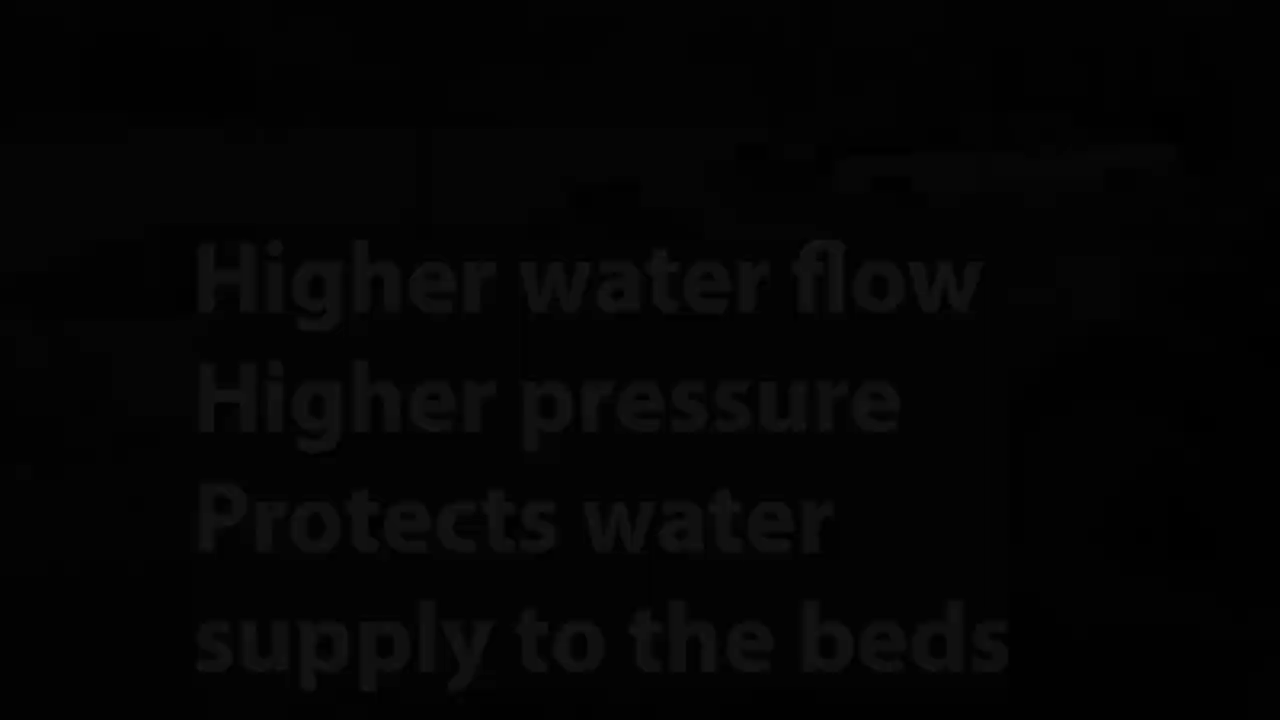 Higher water flow
Higher pressure
Protects water
supply to the beds